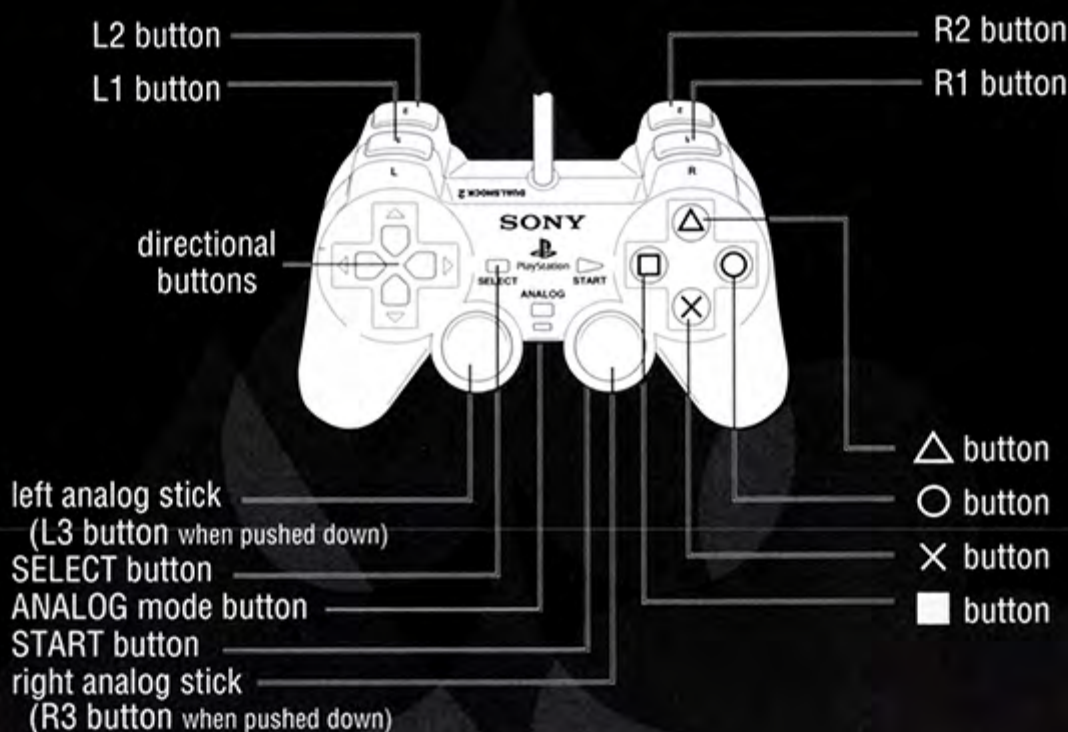 L2 button
L1 button
R2 button
R1 button
L
R
DUALSHOCK 2
SONY
PlayStation
SELECT
START
ANALOG
directional
buttons
left analog stick
(L3 button when pushed down)
SELECT button
ANALOG mode button
START button
right analog stick
(R3 button when pushed down)
△ button
○ button
✕ button
■ button